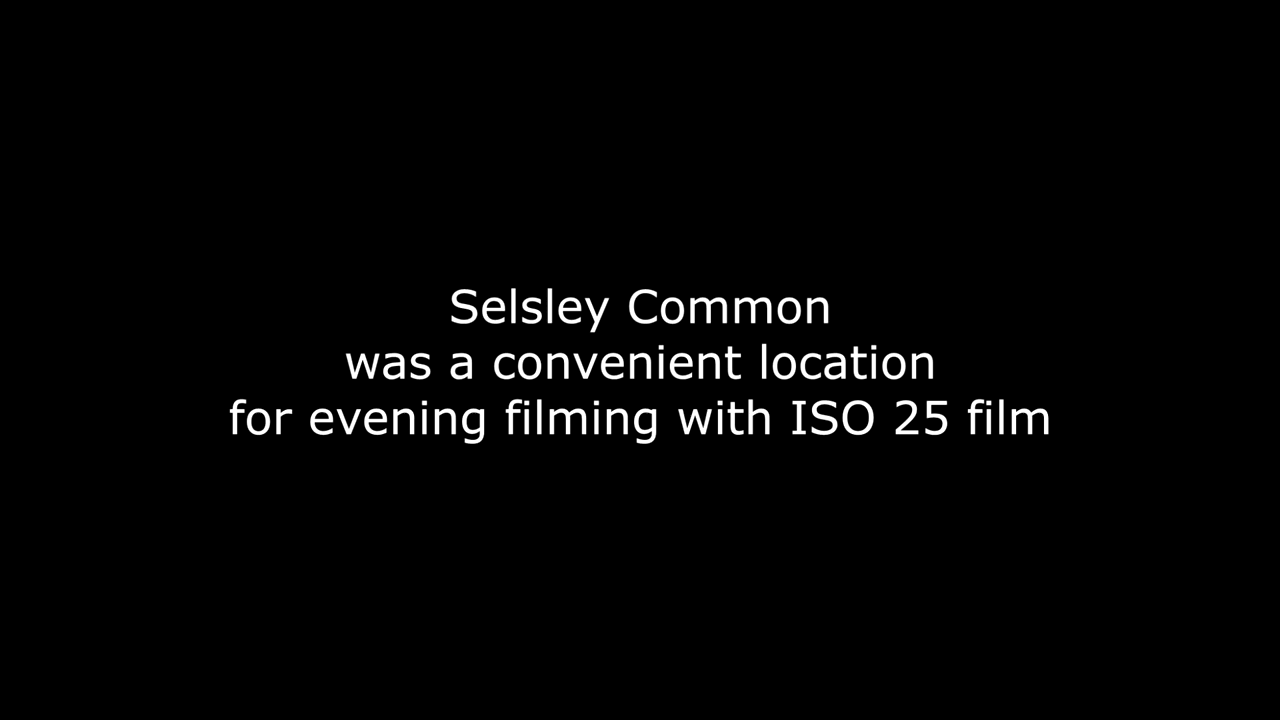 Selsley Common
was a convenient location
for evening filming with ISO 25 film